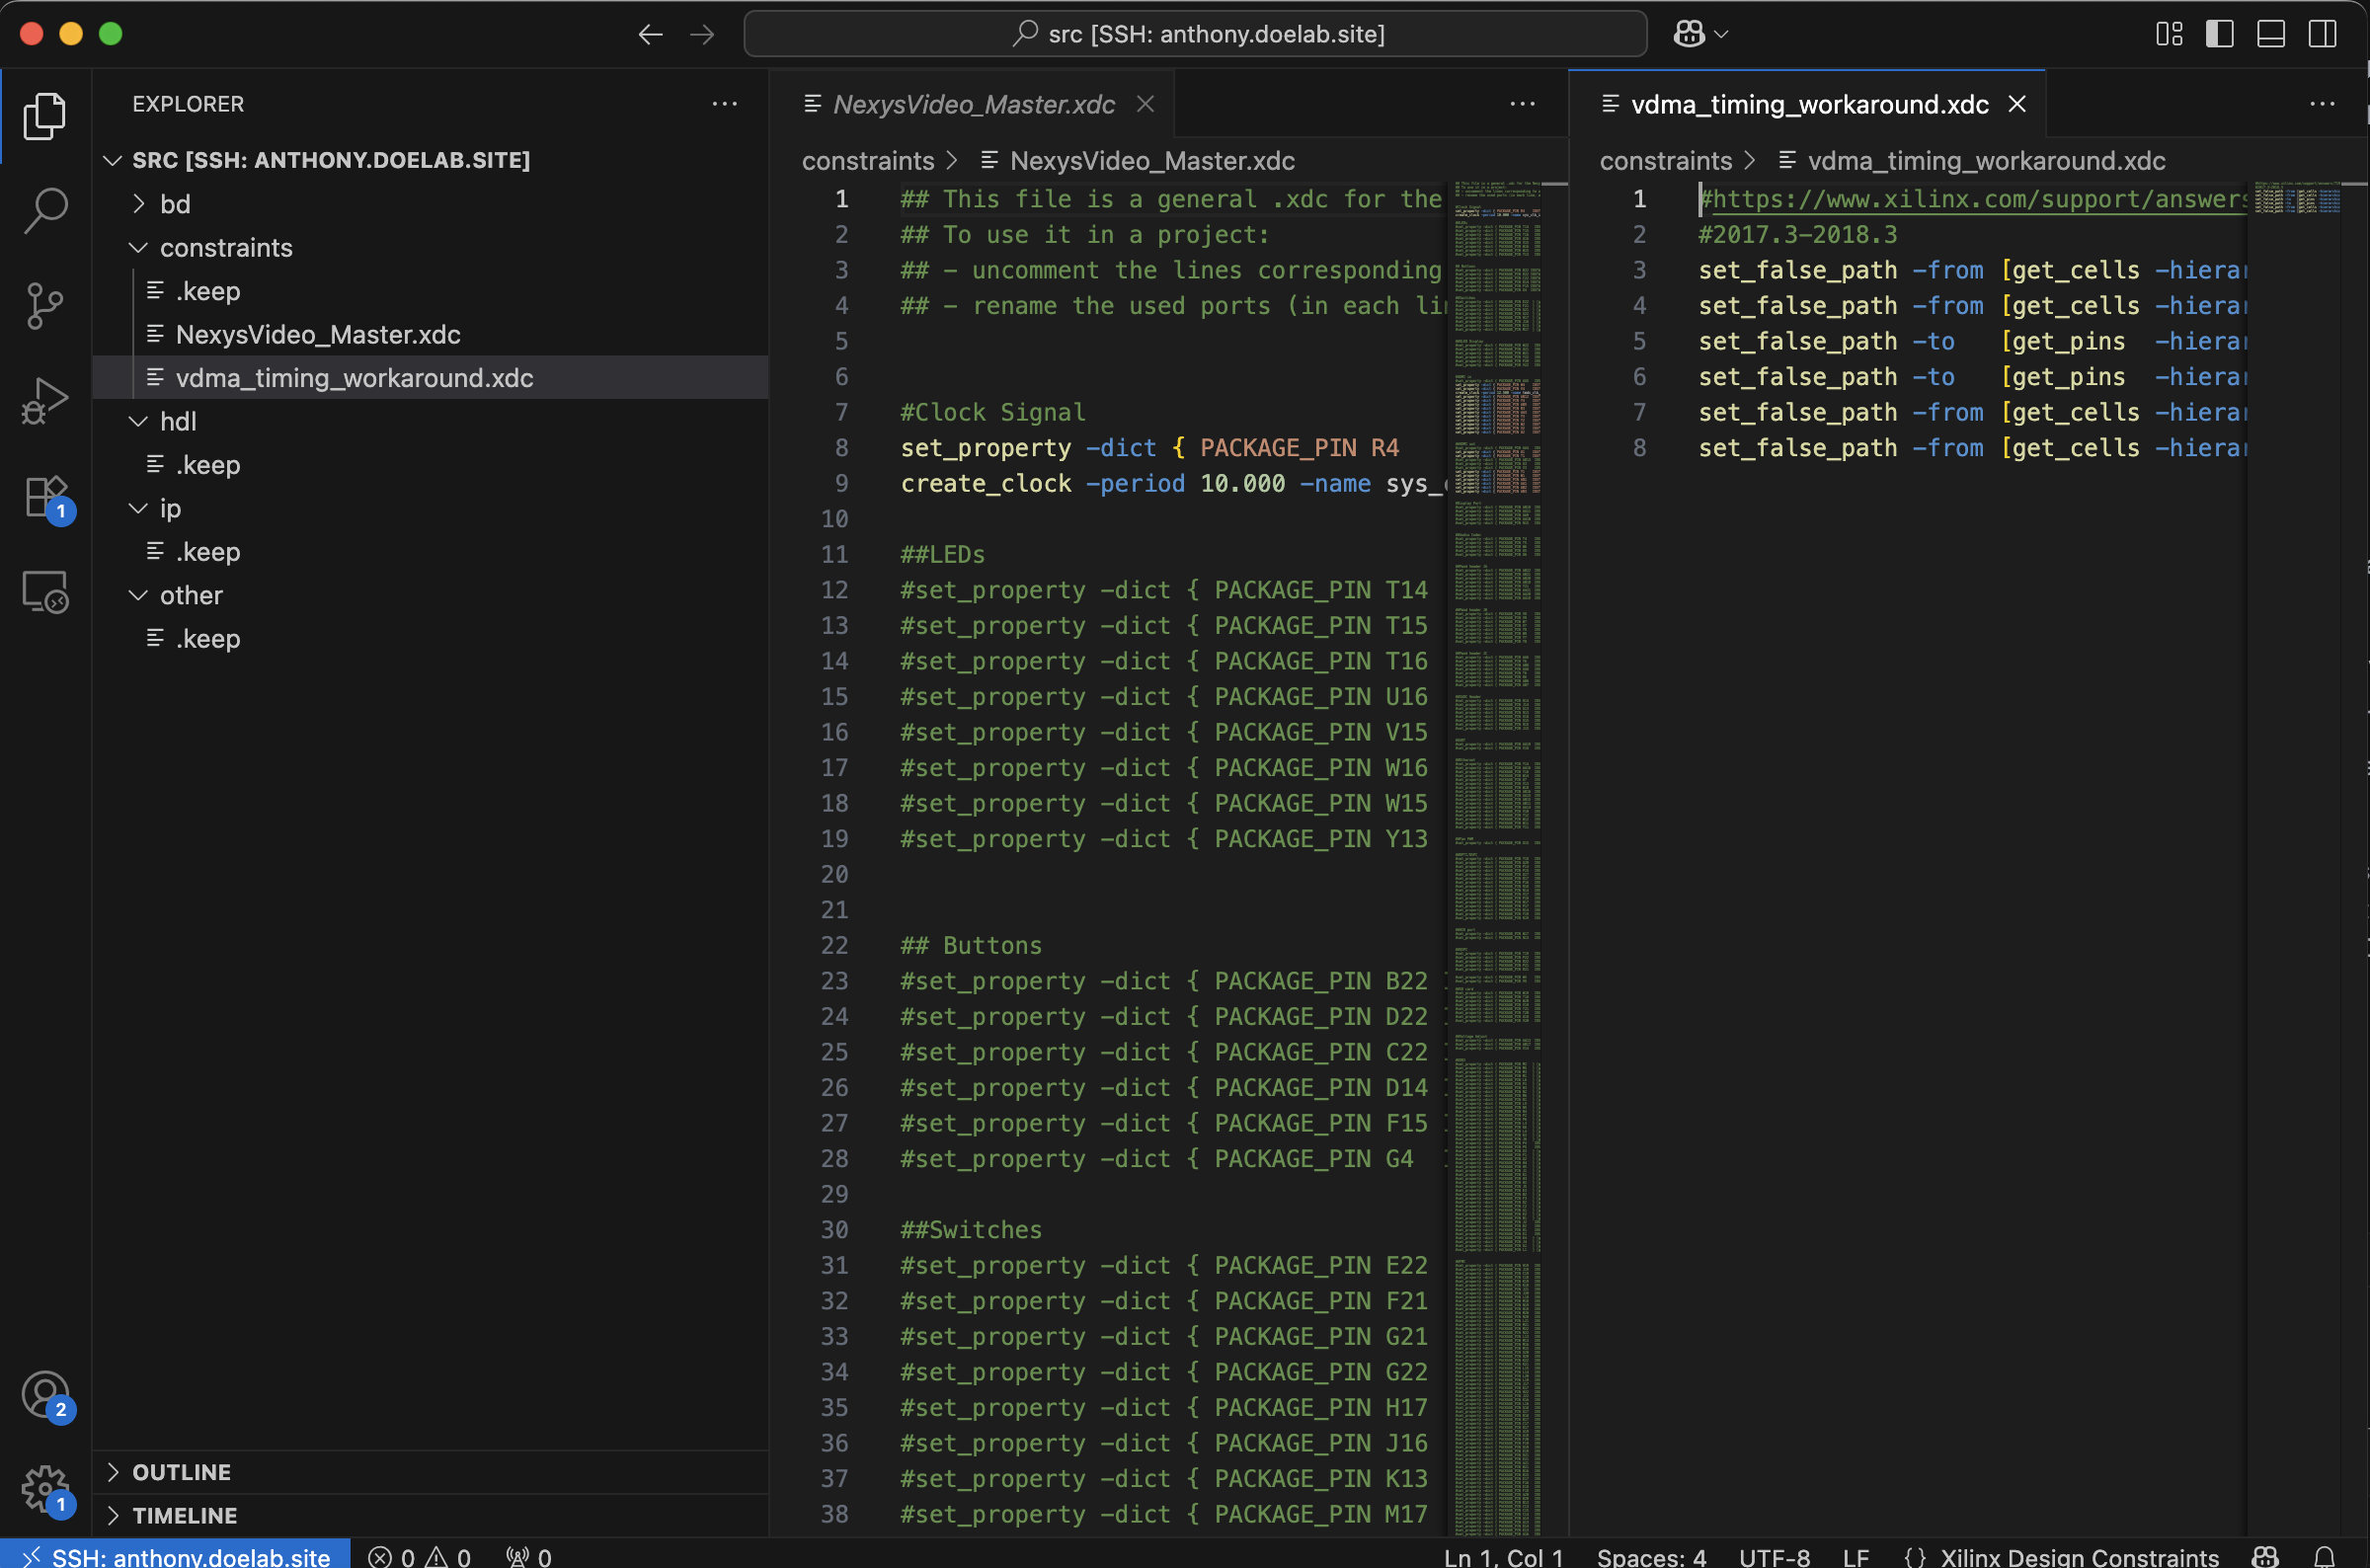 src [SSH: anthony.doelab.site]
EXPLORER
SRC [SSH: ANTHONY.DOELAB.SITE]
bd
constraints
.keep
NexysVideo_Master.xdc
vdma_timing_workaround.xdc
hdl
.keep
ip
.keep
other
.keep
OUTLINE
TIMELINE
1
2
1
NexysVideo_Master.xdc
constraints > NexysVideo_Master.xdc
1 ## This file is a general .xdc for the
2 ## To use it in a project:
3 ## - uncomment the lines corresponding
4 ## - rename the used ports (in each
5
6
7 #Clock Signal
8 set_property -dict { PACKAGE_PIN R4
9 create_clock -period 10.000 -name
10
11 ##LEDs
12 #set_property -dict { PACKAGE_PIN T14
13 #set_property -dict { PACKAGE_PIN T15
14 #set_property -dict { PACKAGE_PIN T16
15 #set_property -dict { PACKAGE_PIN U16
16 #set_property -dict { PACKAGE_PIN V15
17 #set_property -dict { PACKAGE_PIN W16
18 #set_property -dict { PACKAGE_PIN W15
19 #set_property -dict { PACKAGE_PIN Y13
20
21
22 ## Buttons
23 #set_property -dict { PACKAGE_PIN B22
24 #set_property -dict { PACKAGE_PIN D22
25 #set_property -dict { PACKAGE_PIN C22
26 #set_property -dict { PACKAGE_PIN D14
27 #set_property -dict { PACKAGE_PIN F15
28 #set_property -dict { PACKAGE_PIN G4
29
30 ##Switches
31 #set_property -dict { PACKAGE_PIN E22
32 #set_property -dict { PACKAGE_PIN F21
33 #set_property -dict { PACKAGE_PIN G21
34 #set_property -dict { PACKAGE_PIN G22
35 #set_property -dict { PACKAGE_PIN H17
36 #set_property -dict { PACKAGE_PIN J16
37 #set_property -dict { PACKAGE_PIN K13
38 #set_property -dict { PACKAGE_PIN M17
vdma_timing_workaround.xdc
constraints > vdma_timing_workaround.xdc
1 #https://www.xilinx.com/support/answers
2 #2017.3-2018.3
3 set_false_path -from [get_cells -hierar
4 set_false_path -from [get_cells -hierar
5 set_false_path -to [get_pins -hierar
6 set_false_path -to [get_pins -hierar
7 set_false_path -from [get_cells -hierar
8 set_false_path -from [get_cells -hierar
SSH: anthony.doelab.site 0 0 0 Ln 1, Col 1 Spaces: 4 UTF-8 LF {} Xilinx Design Constraints